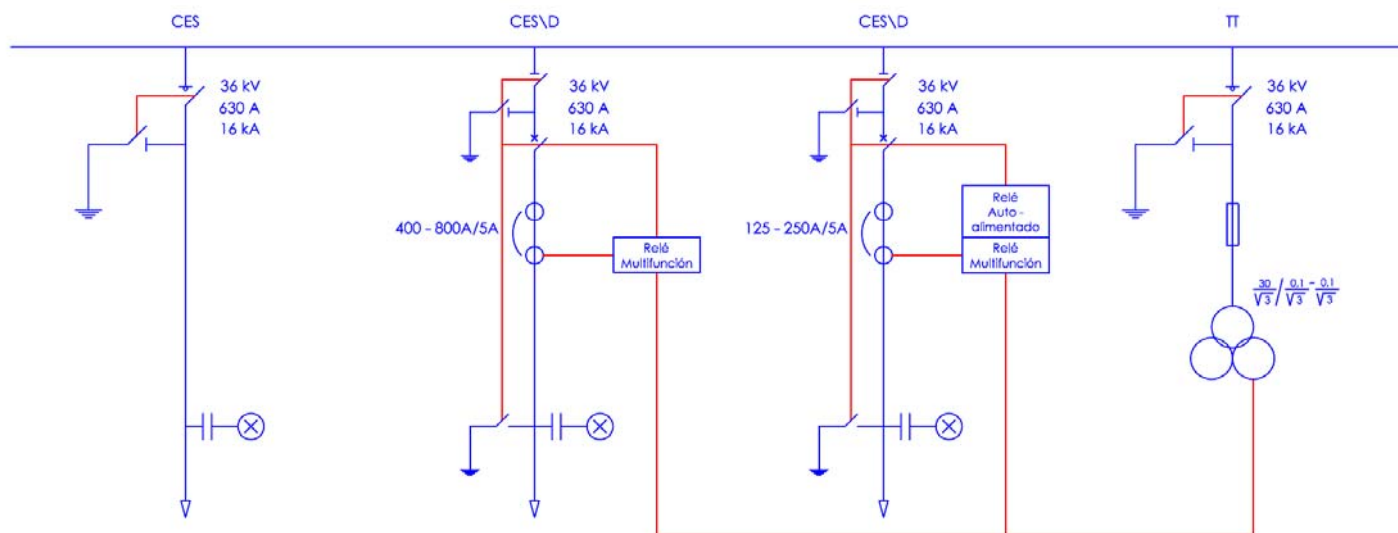 CES
CES\D
CES\D
TT
36 kV
630 A
16 kA
36 kV
630 A
16 kA
36 kV
630 A
16 kA
36 kV
630 A
16 kA
400 - 800A/5A
Relé
Multifunción
125 - 250A/5A
Relé
Auto -
alimentado
Relé
Multifunción
30/√3 / 0,1/√3 - 0,1/√3